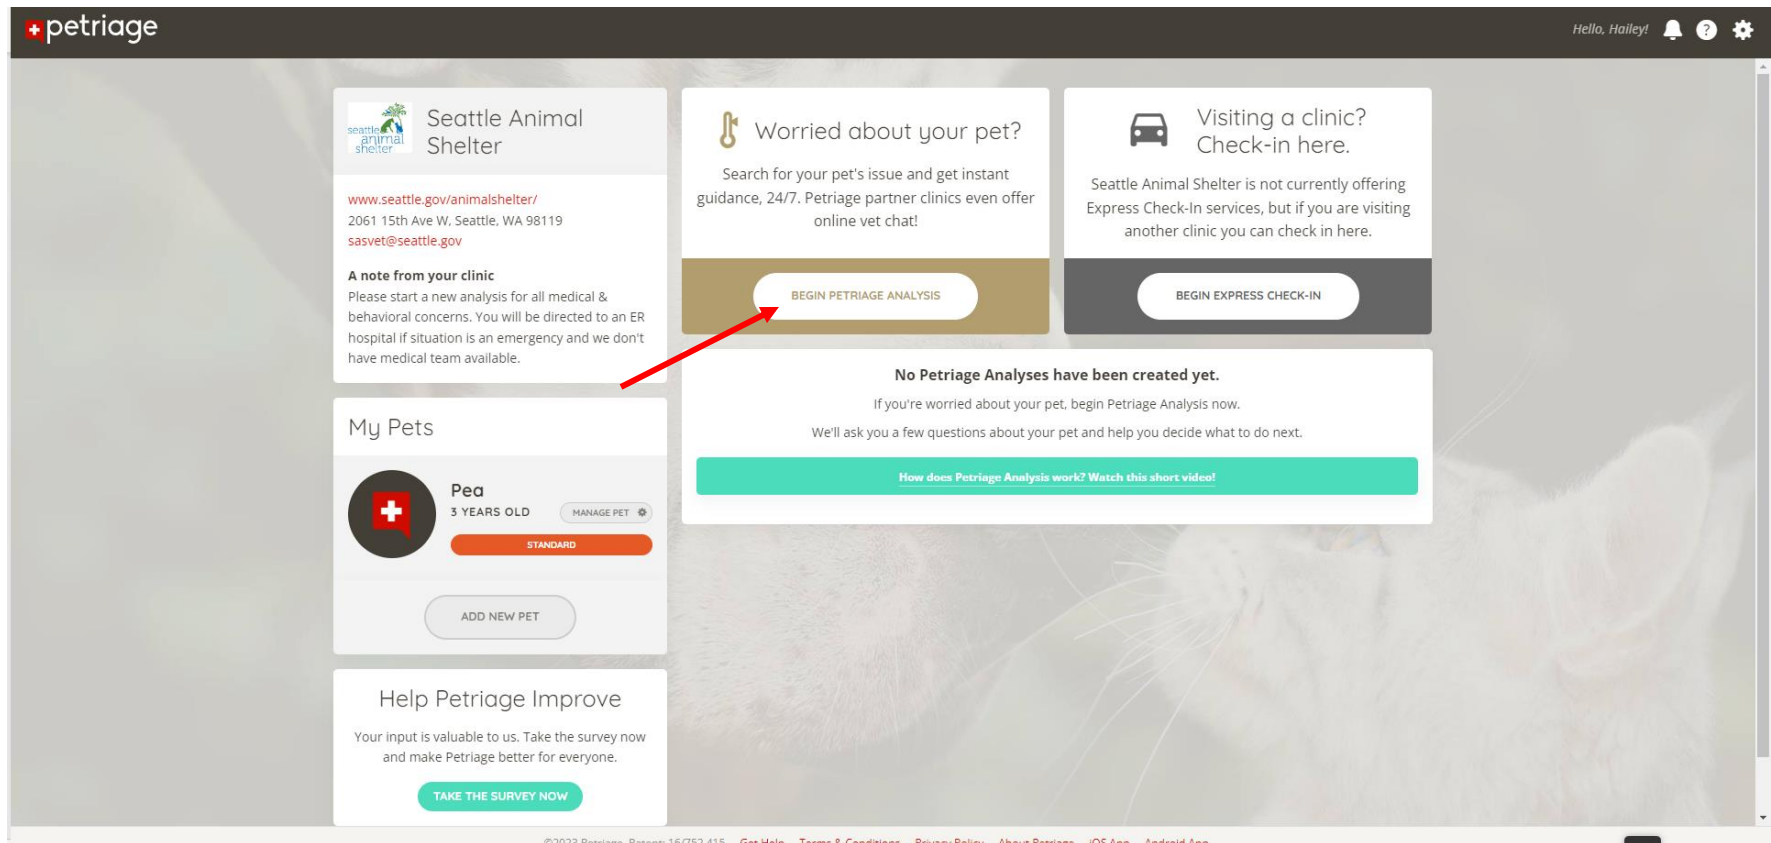 petriage
Hello, Hailey!
seattle
animal
shelter
Seattle Animal
Shelter
www.seattle.gov/animalshelter/
2061 15th Ave W, Seattle, WA 98119
sasvet@seattle.gov
A note from your clinic
Please start a new analysis for all medical &
behavioral concerns. You will be directed to an ER
hospital if situation is an emergency and we don't
have medical team available.
My Pets
Pea
3 YEARS OLD
MANAGE PET
STANDARD
ADD NEW PET
Help Petriage Improve
Your input is valuable to us. Take the survey now
and make Petriage better for everyone.
TAKE THE SURVEY NOW
Worried about your pet?
Search for your pet's issue and get instant
guidance, 24/7. Petriage partner clinics even offer
online vet chat!
BEGIN PETRIAGE ANALYSIS
Visiting a clinic?
Check-in here.
Seattle Animal Shelter is not currently offering
Express Check-In services, but if you are visiting
another clinic you can check in here.
BEGIN EXPRESS CHECK-IN
No Petriage Analyses have been created yet.
If you're worried about your pet, begin Petriage Analysis now.
We'll ask you a few questions about your pet and help you decide what to do next.
How does Petriage Analysis work? Watch this short video!
©2023 Petriage. Patent: 16/752,415 Get Help Terms & Conditions Privacy Policy About Petriage iOS App Android App